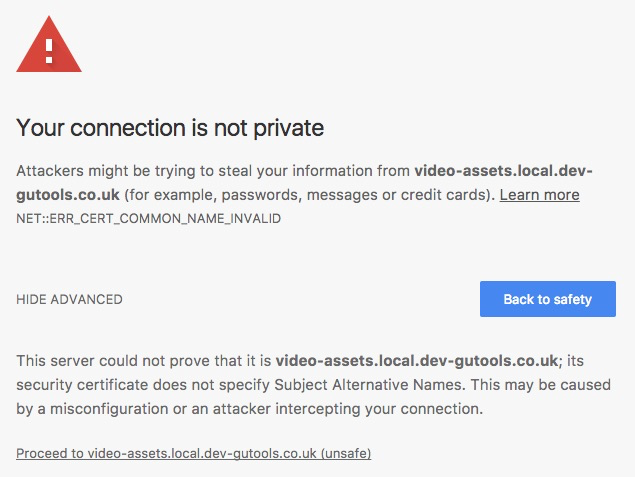 Your connection is not private
Attackers might be trying to steal your information from video-assets.local.dev-
gutools.co.uk (for example, passwords, messages or credit cards). Learn more
NET::ERR_CERT_COMMON_NAME_INVALID
HIDE ADVANCED
Back to safety
This server could not prove that it is video-assets.local.dev-gutools.co.uk; its
security certificate does not specify Subject Alternative Names. This may be caused
by a misconfiguration or an attacker intercepting your connection.
Proceed to video-assets.local.dev-gutools.co.uk (unsafe)